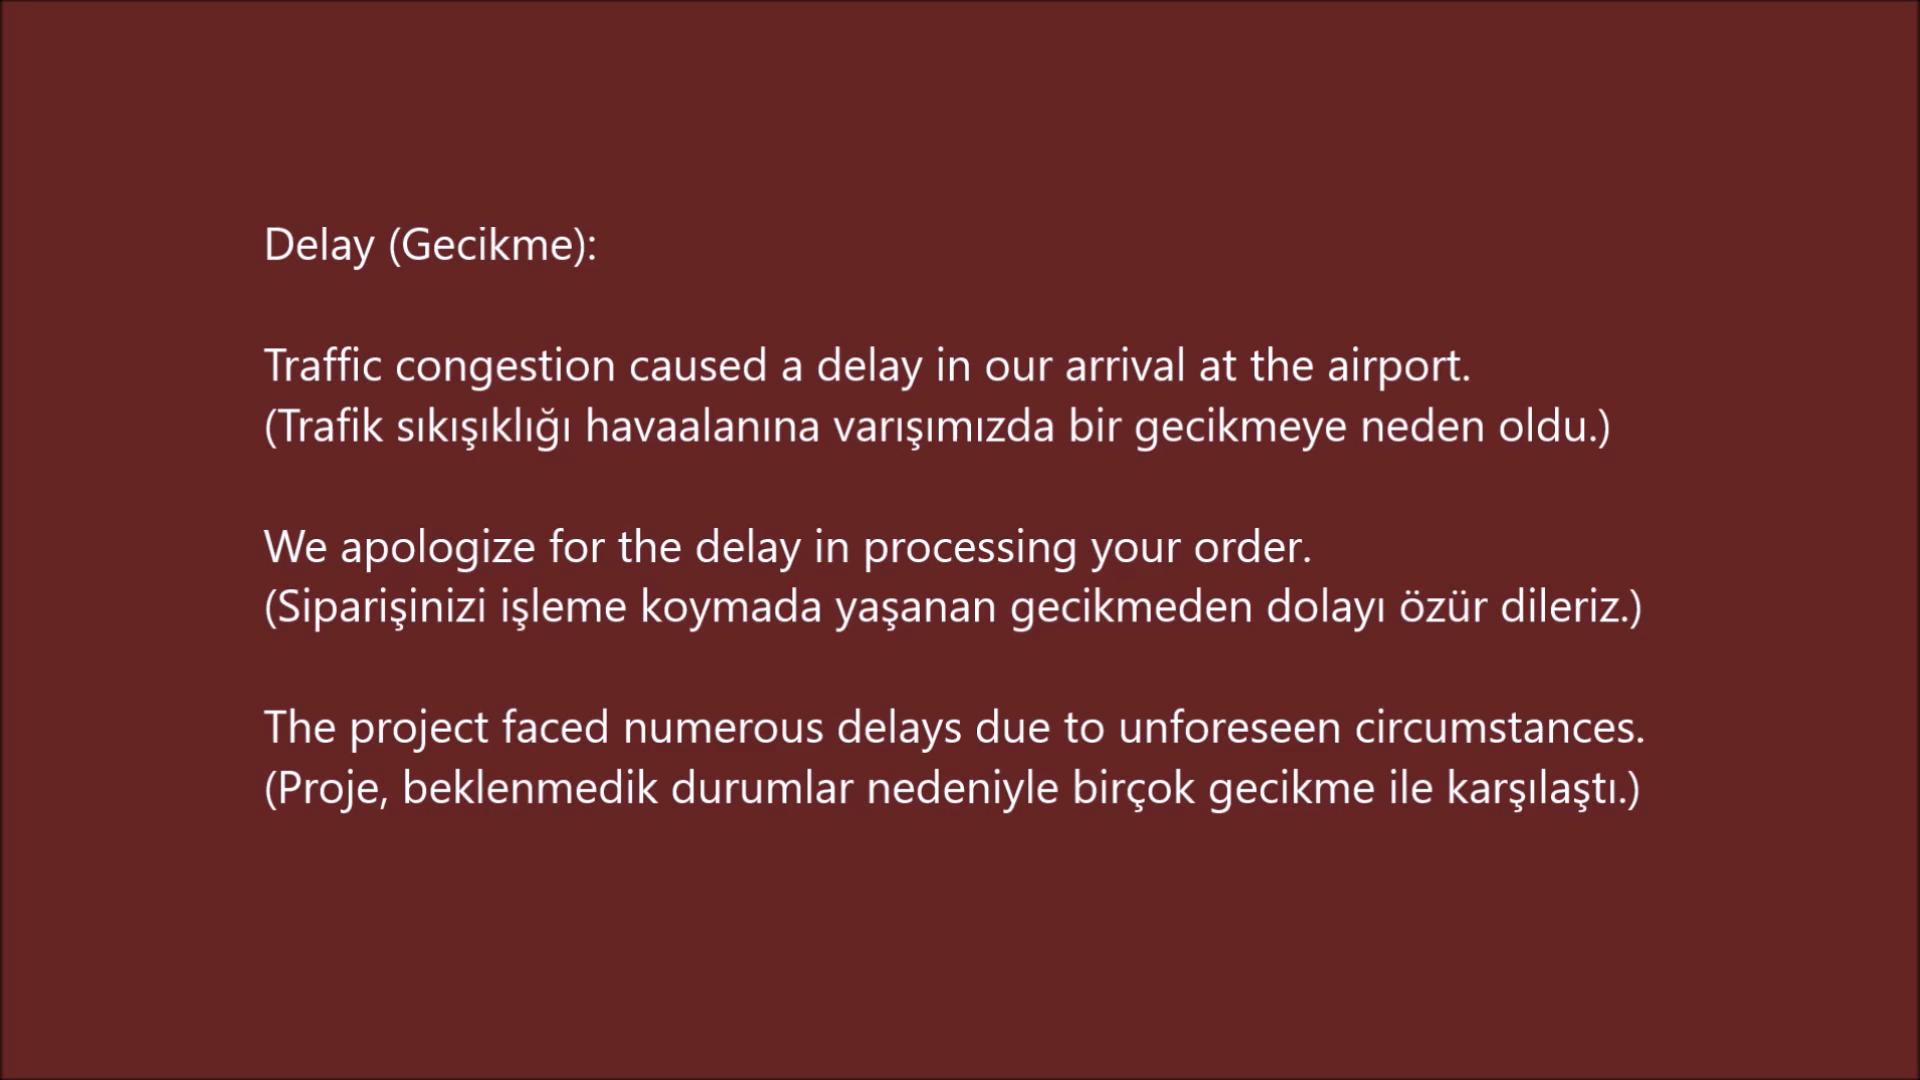 Delay (Gecikme):
Traffic congestion caused a delay in our arrival at the airport.
(Trafik sıkışıklığı havaalanına varışımızda bir gecikmeye neden oldu.)
We apologize for the delay in processing your order.
(Siparişinizi işleme koymada yaşanan gecikmeden dolayı özür dileriz.)
The project faced numerous delays due to unforeseen circumstances.
(Proje, beklenmedik durumlar nedeniyle birçok gecikme ile karşılaştı.)